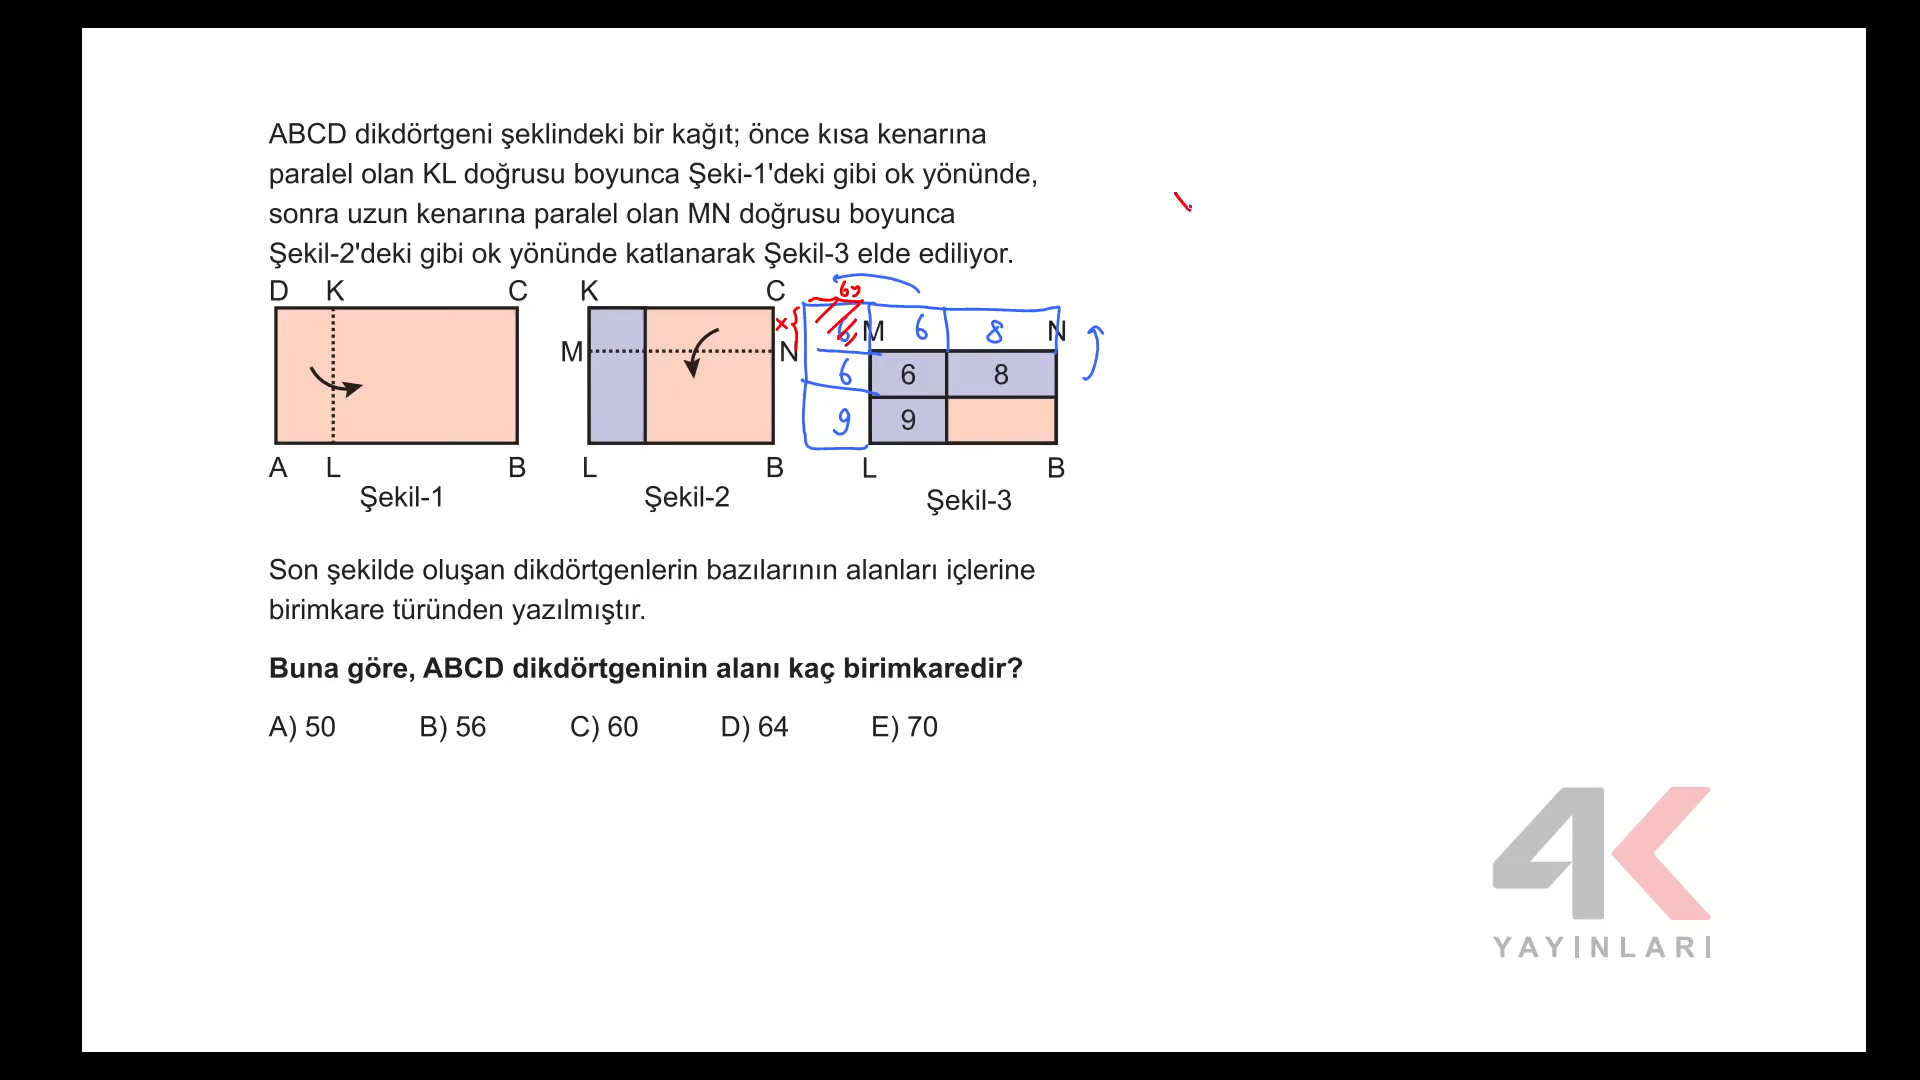 ABCD dikdörtgeni şeklindeki bir kağıt; önce kısa kenarına
paralel olan KL doğrusu boyunca Şeki-1'deki gibi ok yönünde,
sonra uzun kenarına paralel olan MN doğrusu boyunca
Şekil-2'deki gibi ok yönünde katlanarak Şekil-3 elde ediliyor.
D K C K C
x M 6 8 N
M N
6 6 8
9 9
A L B L B L B
Şekil-1 Şekil-2 Şekil-3
Son şekilde oluşan dikdörtgenlerin bazılarının alanları içlerine
birimkare türünden yazılmıştır.
Buna göre, ABCD dikdörtgeninin alanı kaç birimkaredir?
A) 50 B) 56 C) 60 D) 64 E) 70
4K
YAYINLARI